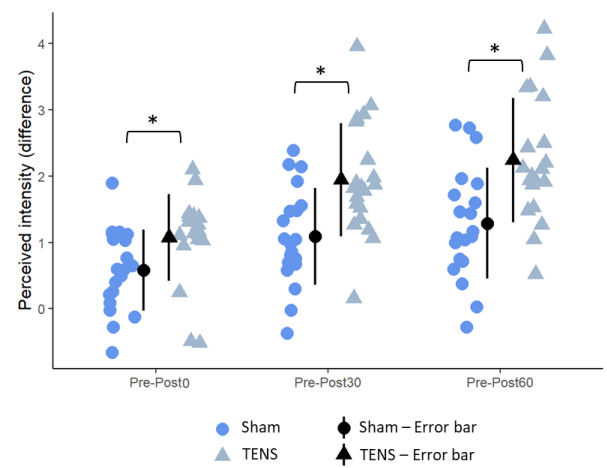 4
*
*
3
*
2
1
0
Perceived intensity (difference)
Pre-Post0
Pre-Post30
Pre-Post60
Sham
Sham – Error bar
TENS
TENS – Error bar